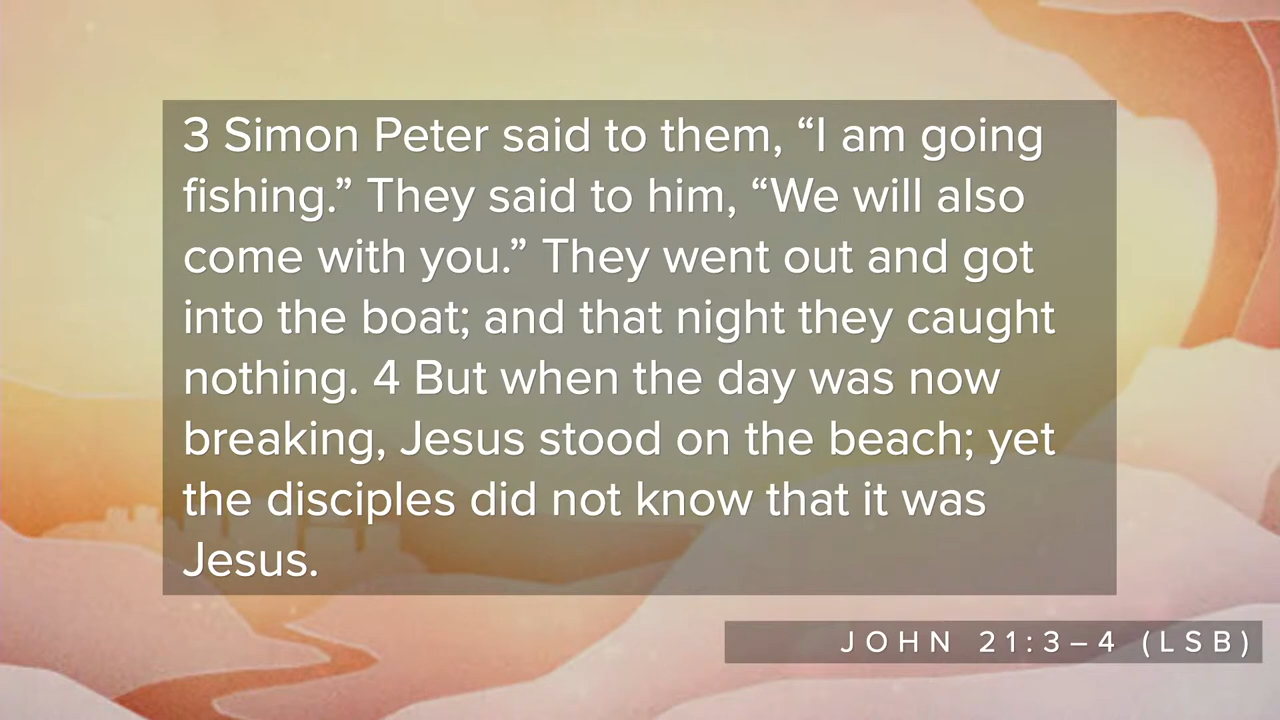 3 Simon Peter said to them, “I am going
fishing.” They said to him, “We will also
come with you.” They went out and got
into the boat; and that night they caught
nothing. 4 But when the day was now
breaking, Jesus stood on the beach; yet
the disciples did not know that it was
Jesus.
JOHN 21:3–4 (LSB)